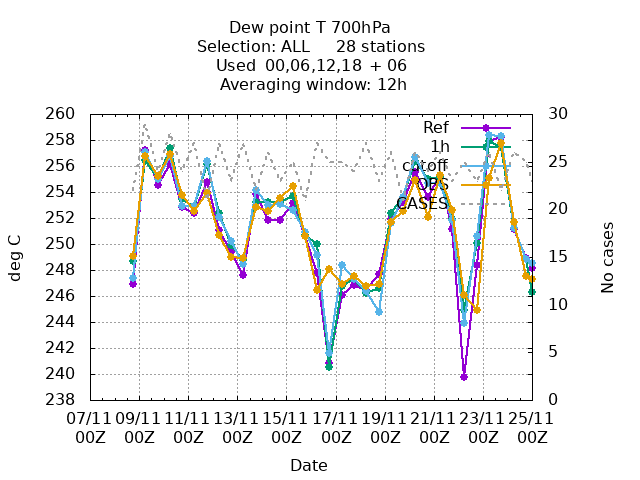 Dew point T 700hPa
Selection: ALL 28 stations
Used 00,06,12,18 + 06
Averaging window: 12h
260
258
256
254
252
250
248
246
244
242
240
238
deg C
30
25
20
15
10
5
0
No cases
Ref
1h
cutoff
OPS
CASES
07/11 09/11 11/11 13/11 15/11 17/11 19/11 21/11 23/11 25/11
00Z 00Z 00Z 00Z 00Z 00Z 00Z 00Z 00Z 00Z
Date